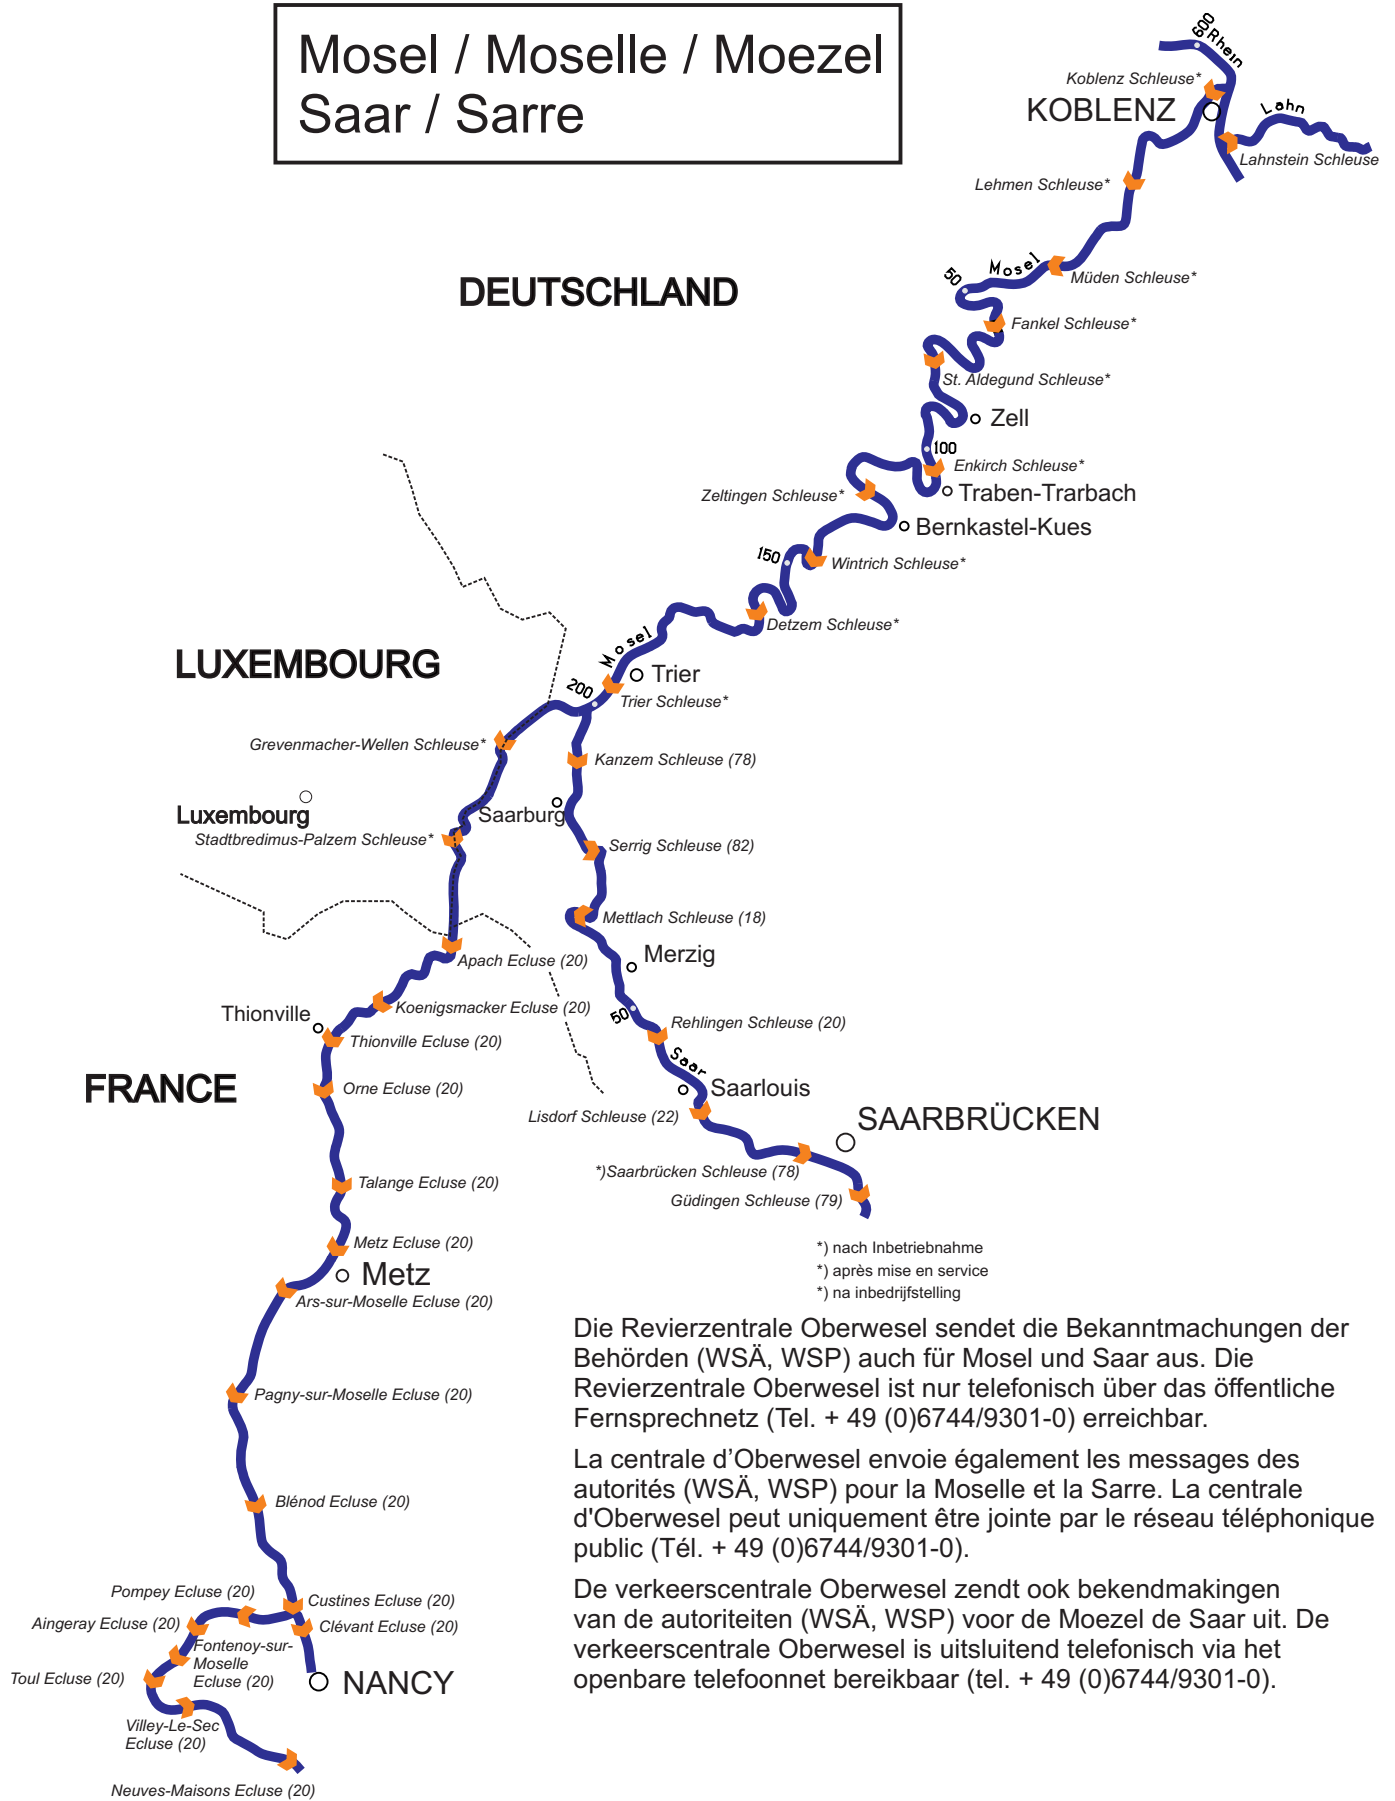 Mosel / Moselle / Moezel
Saar / Sarre
600
Rhein
Koblenz Schleuse*
KOBLENZ
Lahn
Lahnstein Schleuse
Lehmen Schleuse*
Mosel
50
Müden Schleuse*
DEUTSCHLAND
Fankel Schleuse*
St. Aldegund Schleuse*
Zell
100
Enkirch Schleuse*
Zeltingen Schleuse*
Traben-Trarbach
Bernkastel-Kues
150
Wintrich Schleuse*
Detzem Schleuse*
Mosel
LUXEMBOURG
Trier
200
Trier Schleuse*
Grevenmacher-Wellen Schleuse*
Kanzem Schleuse (78)
Luxembourg
Saarburg
Stadtbredimus-Palzem Schleuse*
Serrig Schleuse (82)
Mettlach Schleuse (18)
Merzig
Apach Ecluse (20)
Koenigsmacker Ecluse (20)
Thionville
50
Rehlingen Schleuse (20)
Thionville Ecluse (20)
Saar
FRANCE
Orne Ecluse (20)
Saarlouis
Lisdorf Schleuse (22)
SAARBRÜCKEN
*)Saarbrücken Schleuse (78)
Talange Ecluse (20)
Güdingen Schleuse (79)
Metz Ecluse (20)
Metz
Ars-sur-Moselle Ecluse (20)
*) nach Inbetriebnahme
*) après mise en service
*) na inbedrijfstelling
Die Revierzentrale Oberwesel sendet die Bekanntmachungen der
Behörden (WSÄ, WSP) auch für Mosel und Saar aus. Die
Revierzentrale Oberwesel ist nur telefonisch über das öffentliche
Fernsprechnetz (Tel. + 49 (0)6744/9301-0) erreichbar.
La centrale d’Oberwesel envoie également les messages des
autorités (WSÄ, WSP) pour la Moselle et la Sarre. La centrale
d'Oberwesel peut uniquement être jointe par le réseau téléphonique
public (Tél. + 49 (0)6744/9301-0).
De verkeerscentrale Oberwesel zendt ook bekendmakingen
van de autoriteiten (WSÄ, WSP) voor de Moezel de Saar uit. De
verkeerscentrale Oberwesel is uitsluitend telefonisch via het
openbare telefoonnet bereikbaar (tel. + 49 (0)6744/9301-0).
Pagny-sur-Moselle Ecluse (20)
Blénod Ecluse (20)
Pompey Ecluse (20)
Custines Ecluse (20)
Aingeray Ecluse (20)
Clévant Ecluse (20)
Fontenoy-sur-
Moselle
Ecluse (20)
Toul Ecluse (20)
NANCY
Villey-Le-Sec
Ecluse (20)
Neuves-Maisons Ecluse (20)